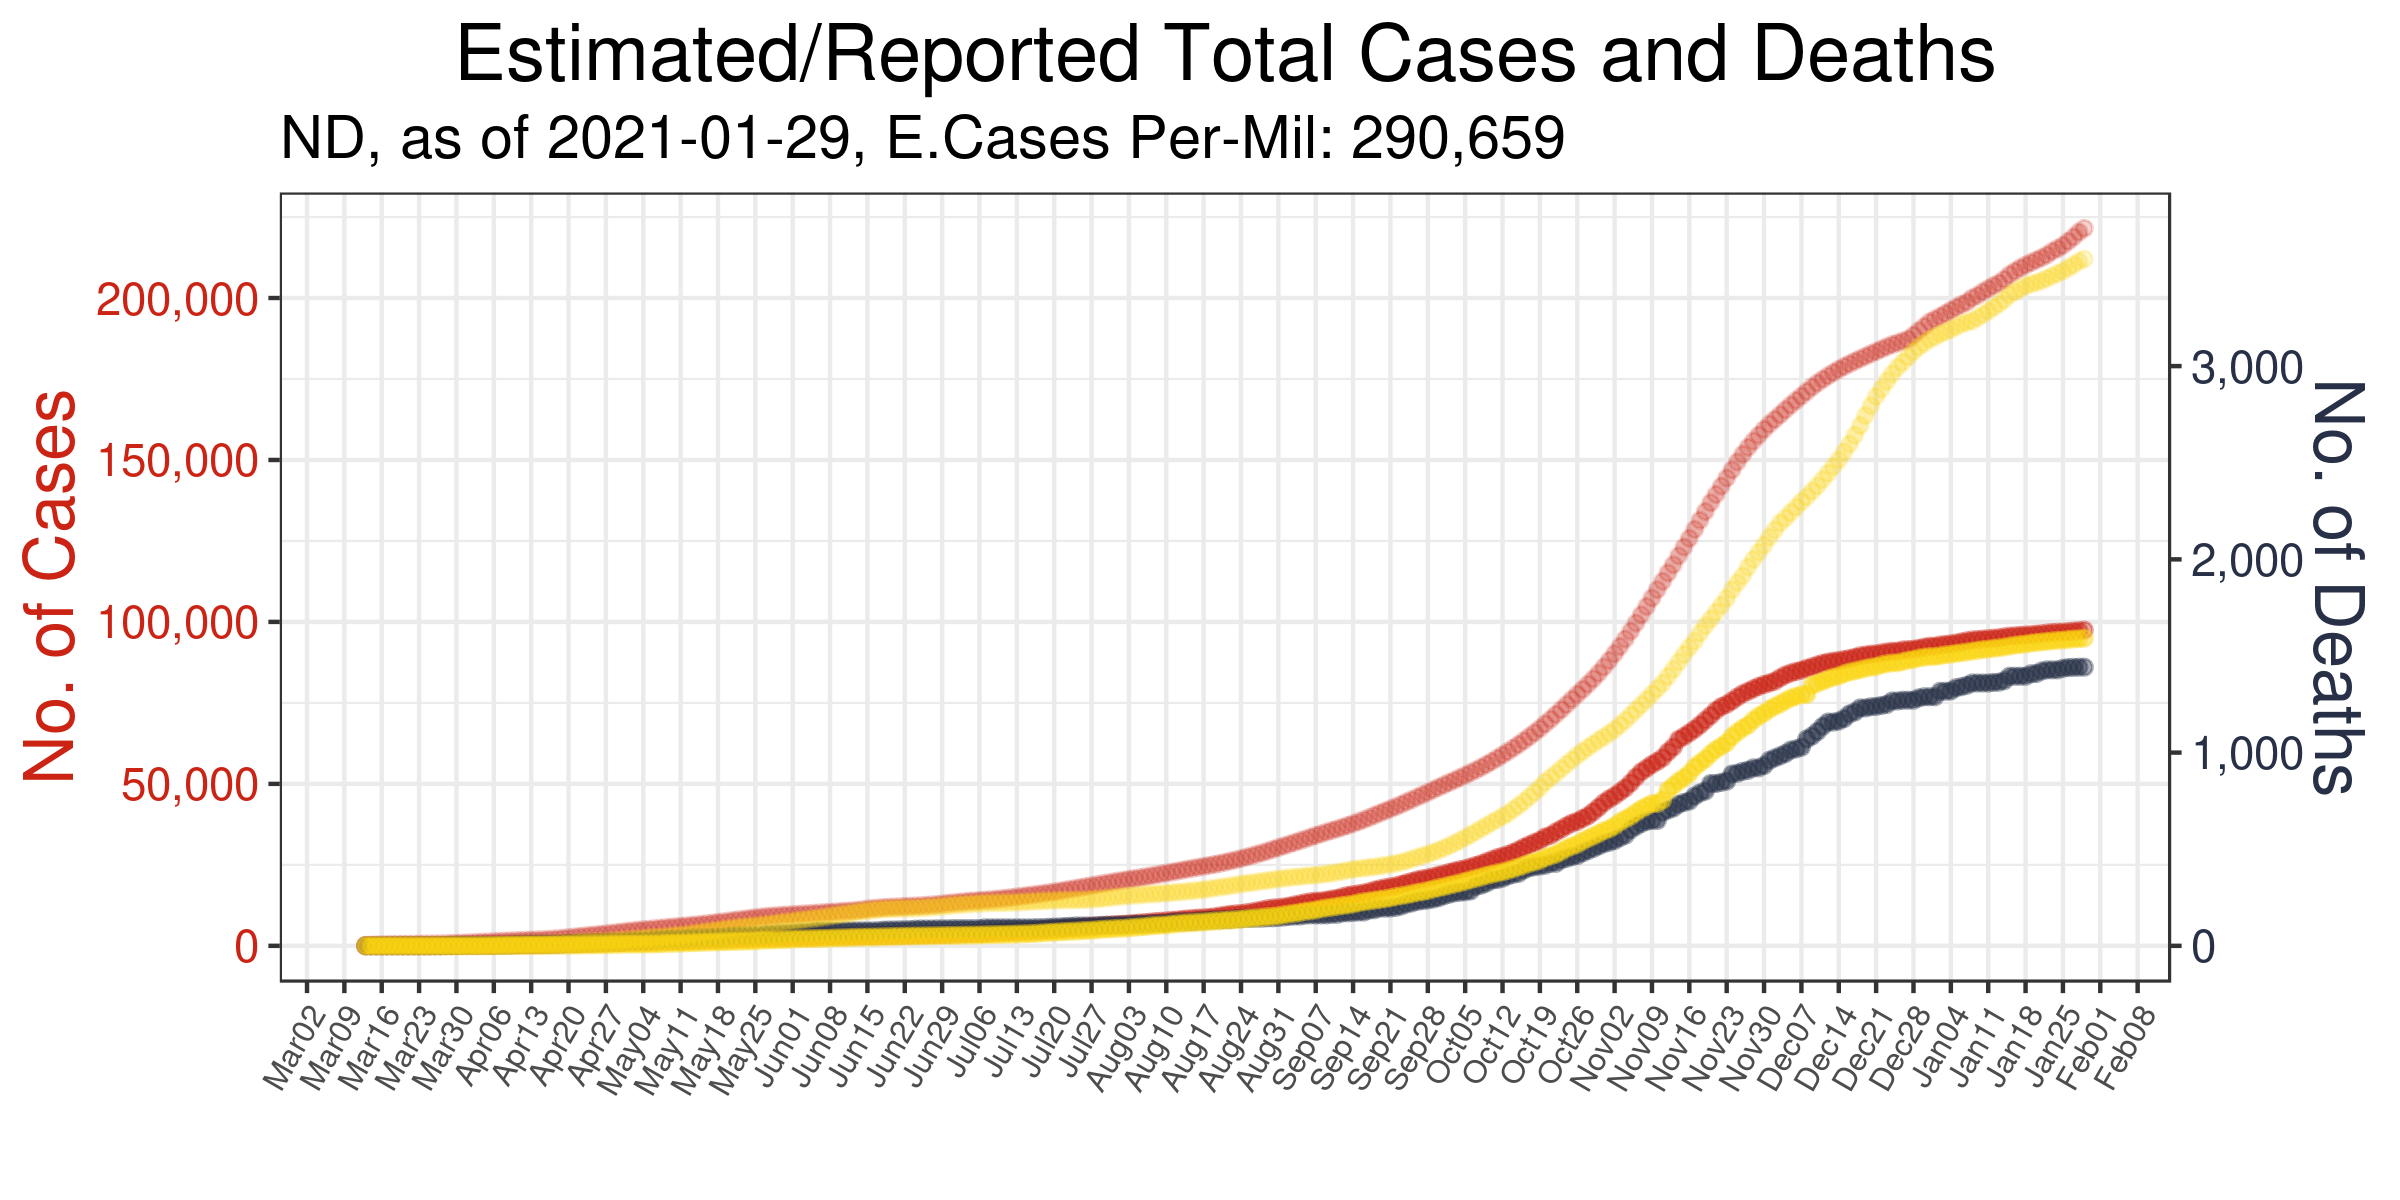 Estimated/Reported Total Cases and Deaths
ND, as of 2021-01-29, E.Cases Per-Mil: 290,659
No. of Cases
200,000
150,000
100,000
50,000
0
3,000
2,000
1,000
0
No. of Deaths
Mar02
Mar09
Mar16
Mar23
Mar30
Apr06
Apr13
Apr20
Apr27
May04
May11
May18
May25
Jun01
Jun08
Jun15
Jun22
Jun29
Jul06
Jul13
Jul20
Jul27
Aug03
Aug10
Aug17
Aug24
Aug31
Sep07
Sep14
Sep21
Sep28
Oct05
Oct12
Oct19
Oct26
Nov02
Nov09
Nov16
Nov23
Nov30
Dec07
Dec14
Dec21
Dec28
Jan04
Jan11
Jan18
Jan25
Feb01
Feb08